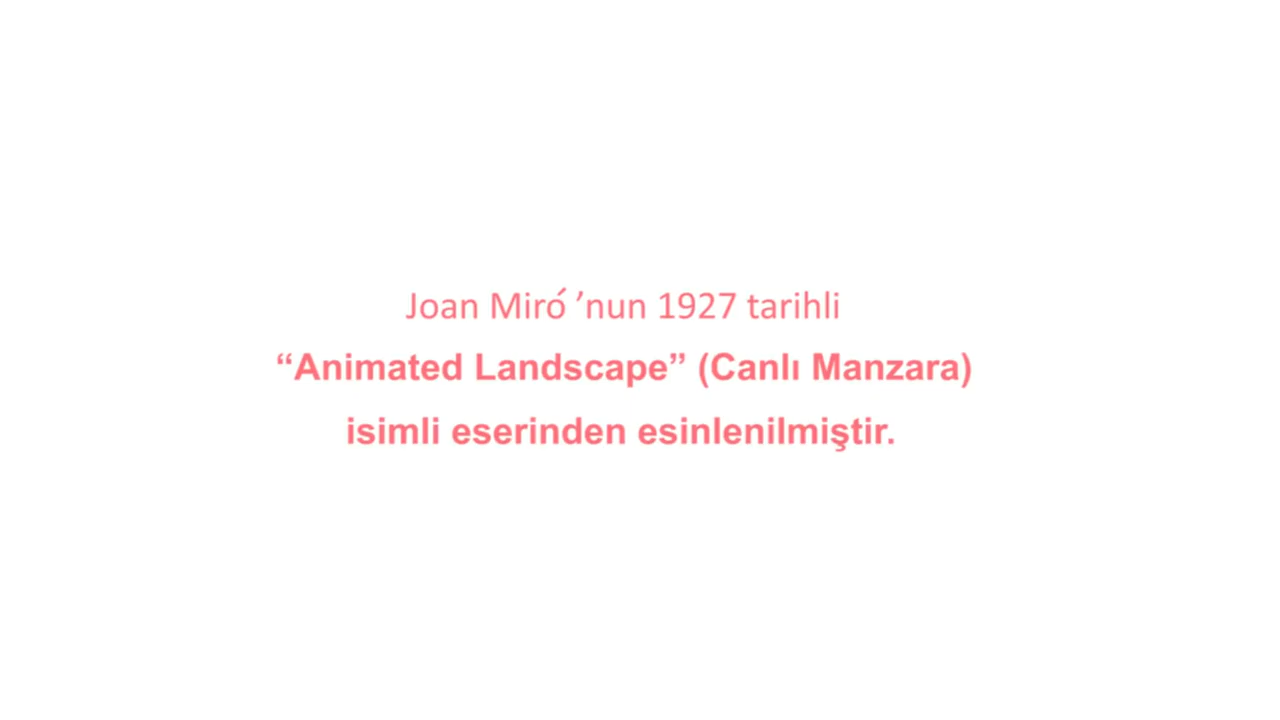 Joan Miró ’nun 1927 tarihli
“Animated Landscape” (Canlı Manzara)
isimli eserinden esinlenilmiştir.